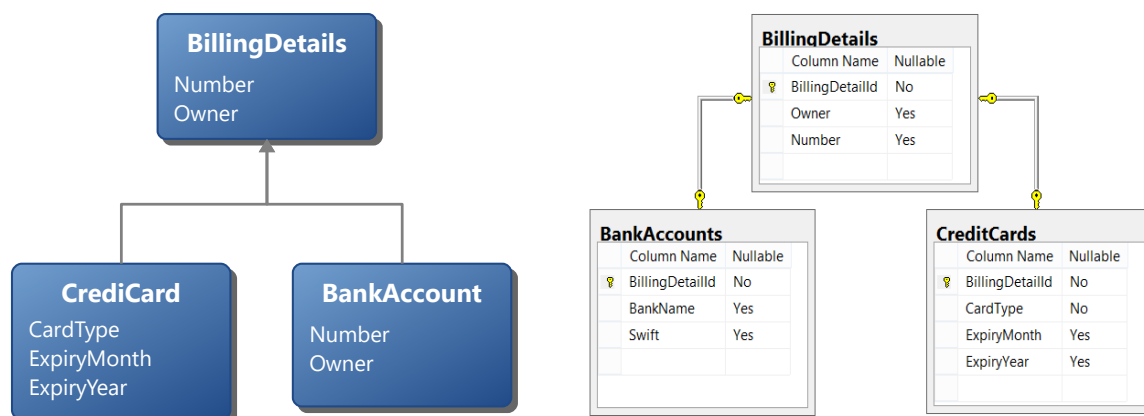 BillingDetails
Number
Owner
CrediCard
CardType
ExpiryMonth
ExpiryYear
BankAccount
Number
Owner
BillingDetails
Column Name Nullable
BillingDetailId No
Owner Yes
Number Yes
BankAccounts
Column Name Nullable
BillingDetailId No
BankName Yes
Swift Yes
CreditCards
Column Name Nullable
BillingDetailId No
CardType No
ExpiryMonth Yes
ExpiryYear Yes